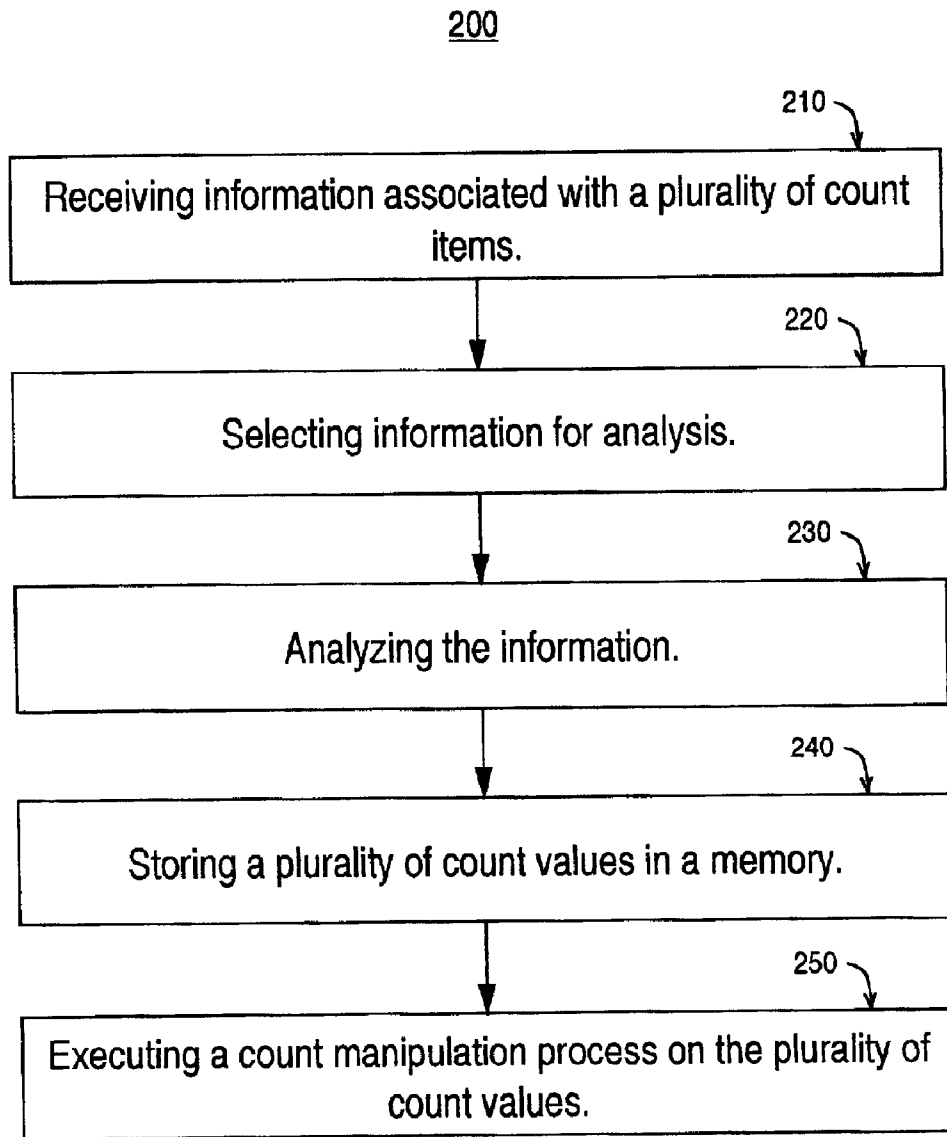 200
210
Receiving information associated with a plurality of count
items.
220
Selecting information for analysis.
230
Analyzing the information.
240
Storing a plurality of count values in a memory.
250
Executing a count manipulation process on the plurality of
count values.